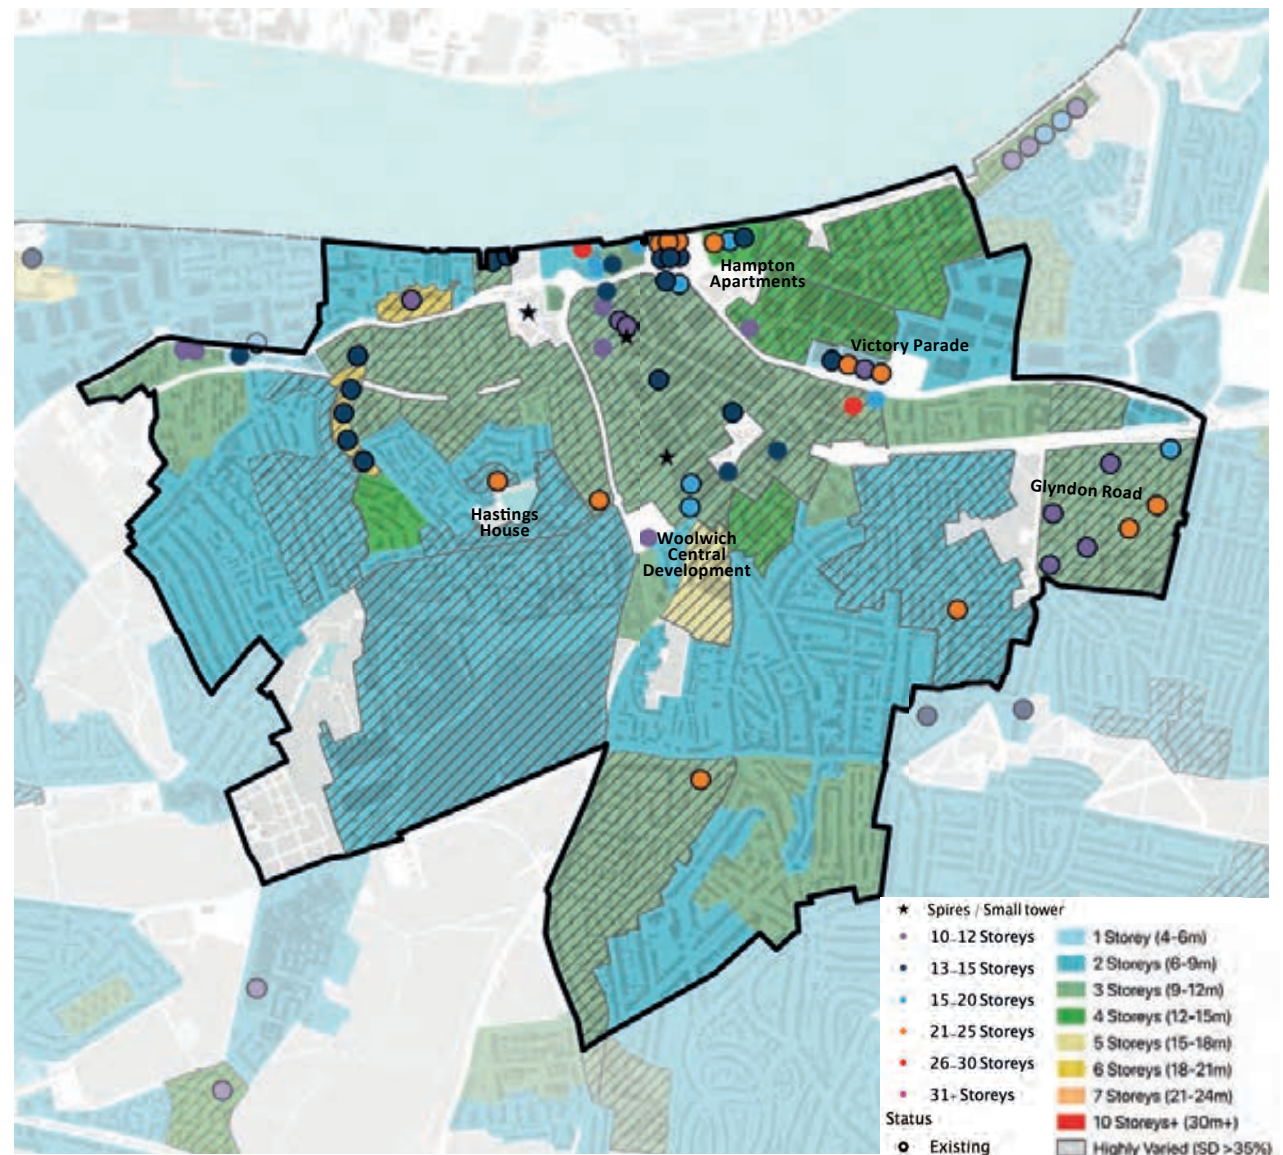 Hampton
Apartments
Victory Parade
Glyndon Road
Hastings
House
Woolwich
Central
Development
Spires / Small tower
10-12 Storeys
13-15 Storeys
15-20 Storeys
21-25 Storeys
26-30 Storeys
31+ Storeys
Status
Existing
1 Storey (4-6m)
2 Storeys (6-9m)
3 Storeys (9-12m)
4 Storeys (12-15m)
5 Storeys (15-18m)
6 Storeys (18-21m)
7 Storeys (21-24m)
10 Storeys+ (30m+)
Highly Varied (SD >35%)